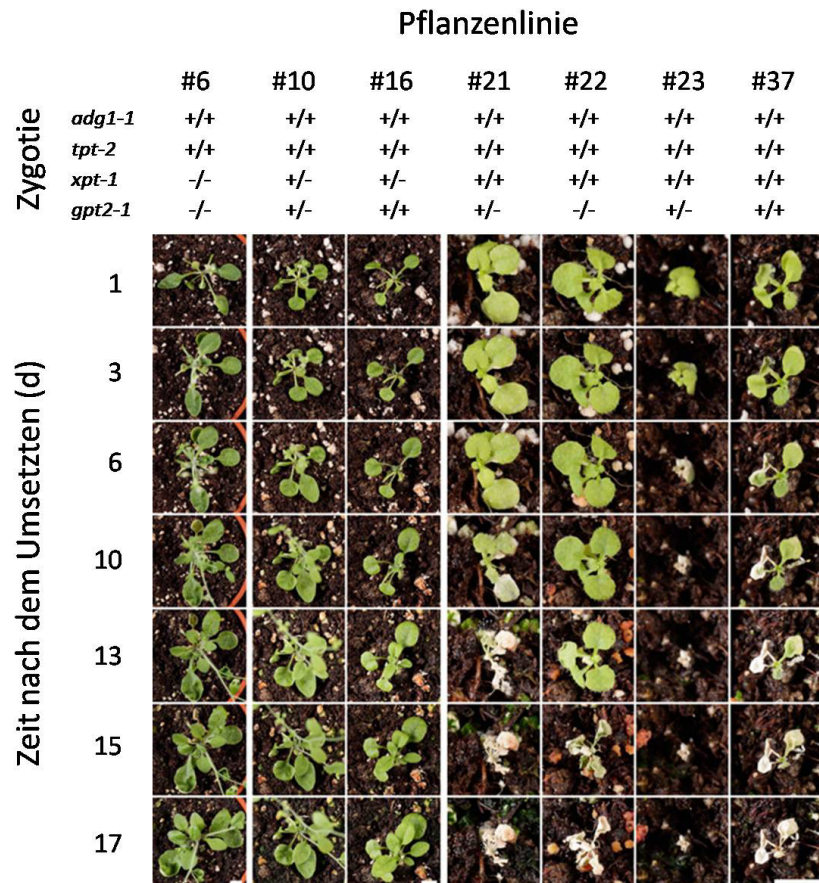 Pflanzenlinie
#6 #10 #16 #21 #22 #23 #37
Zygotie
adg1-1 +/+ +/+ +/+ +/+ +/+ +/+ +/+
tpt-2 +/+ +/+ +/+ +/+ +/+ +/+ +/+
xpt-1 -/- +/- +/- +/+ +/+ +/+ +/+
gpt2-1 -/- +/- +/+ +/- -/- +/- +/+
Zeit nach dem Umsetzten (d)
1
3
6
10
13
15
17